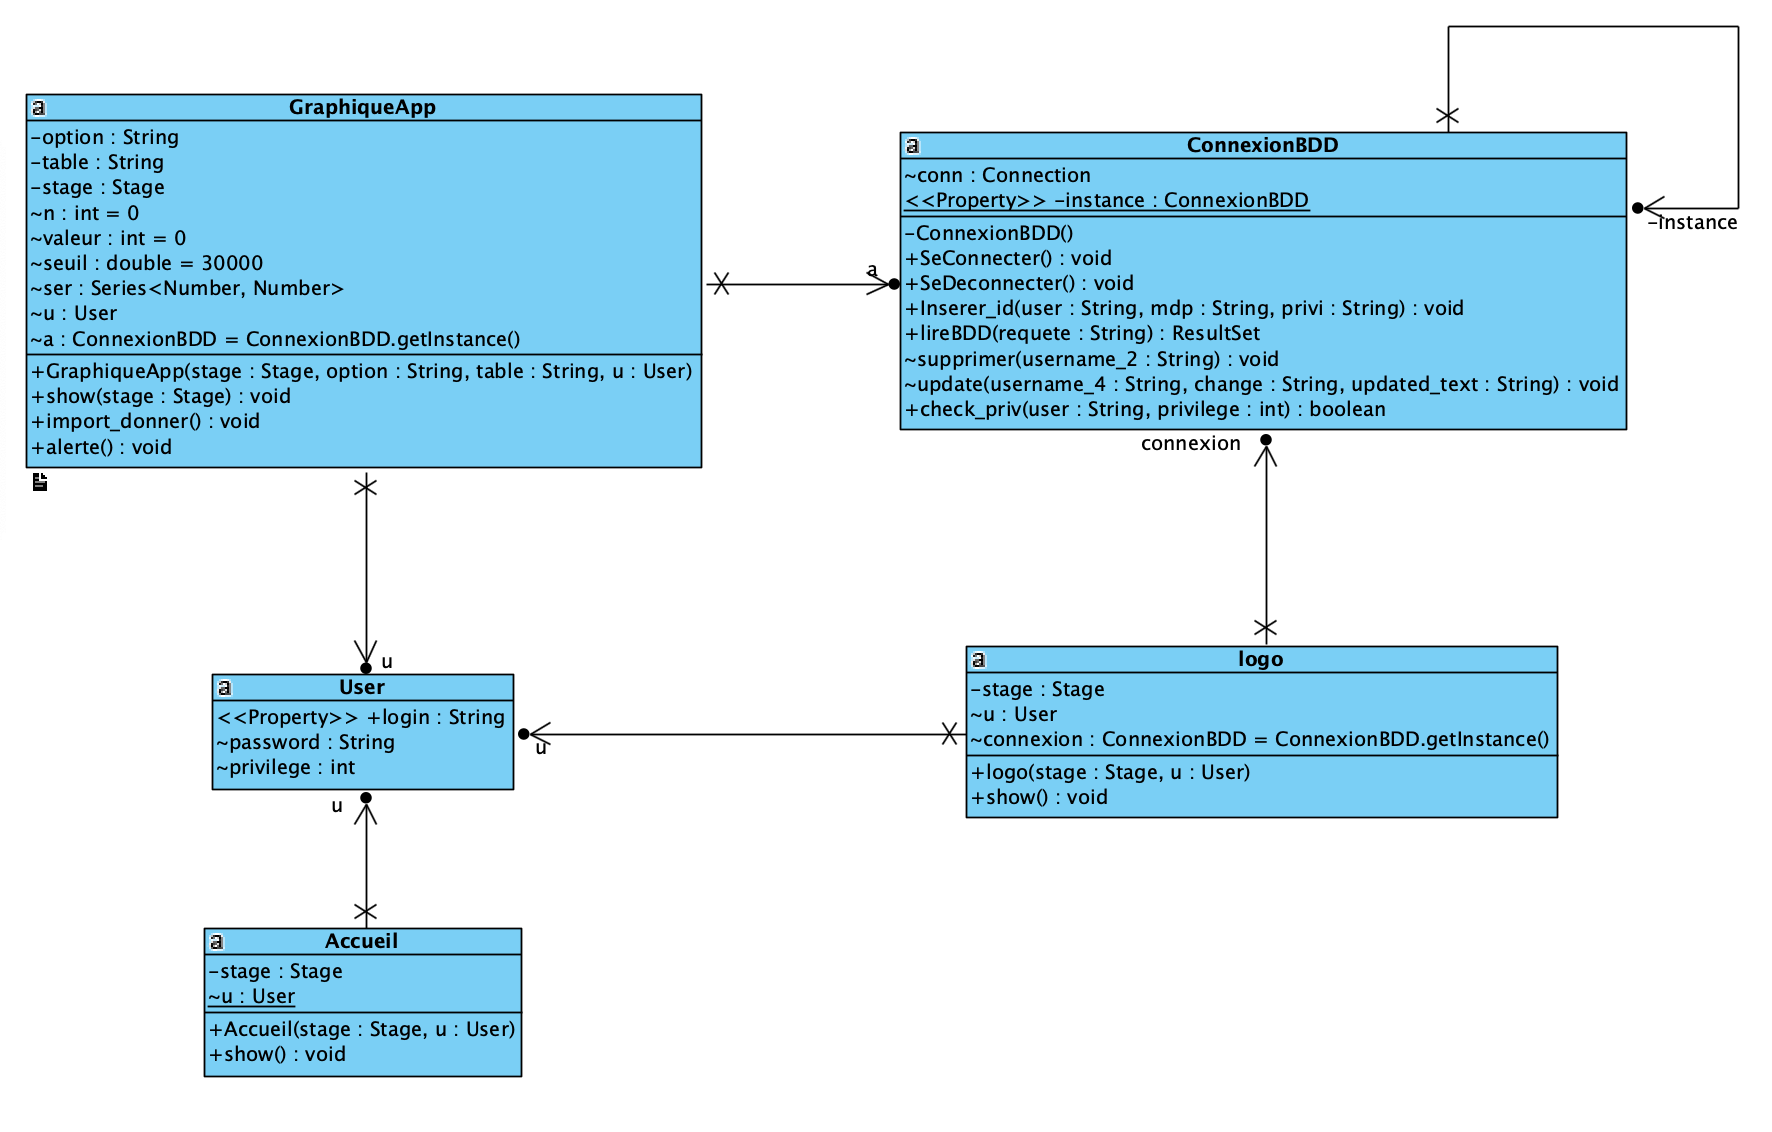 GraphiqueApp
-option : String
-table : String
-stage : Stage
~n : int = 0
~valeur : int = 0
~seuil : double = 30000
~ser : Series<Number, Number>
~u : User
~a : ConnexionBDD = ConnexionBDD.getInstance()
+GraphiqueApp(stage : Stage, option : String, table : String, u : User)
+show(stage : Stage) : void
+import_donner() : void
+alerte() : void
a
ConnexionBDD
~conn : Connection
<<Property>> -instance : ConnexionBDD
-ConnexionBDD()
+SeConnecter() : void
+SeDeconnecter() : void
+Inserer_id(user : String, mdp : String, privi : String) : void
+lireBDD(requete : String) : ResultSet
~supprimer(username_2 : String) : void
~update(username_4 : String, change : String, updated_text : String) : void
+check_priv(user : String, privilege : int) : boolean
-instance
connexion
u
User
<<Property>> +login : String
~password : String
~privilege : int
u
u
logo
-stage : Stage
~u : User
~connexion : ConnexionBDD = ConnexionBDD.getInstance()
+logo(stage : Stage, u : User)
+show() : void
Accueil
-stage : Stage
~u : User
+Accueil(stage : Stage, u : User)
+show() : void